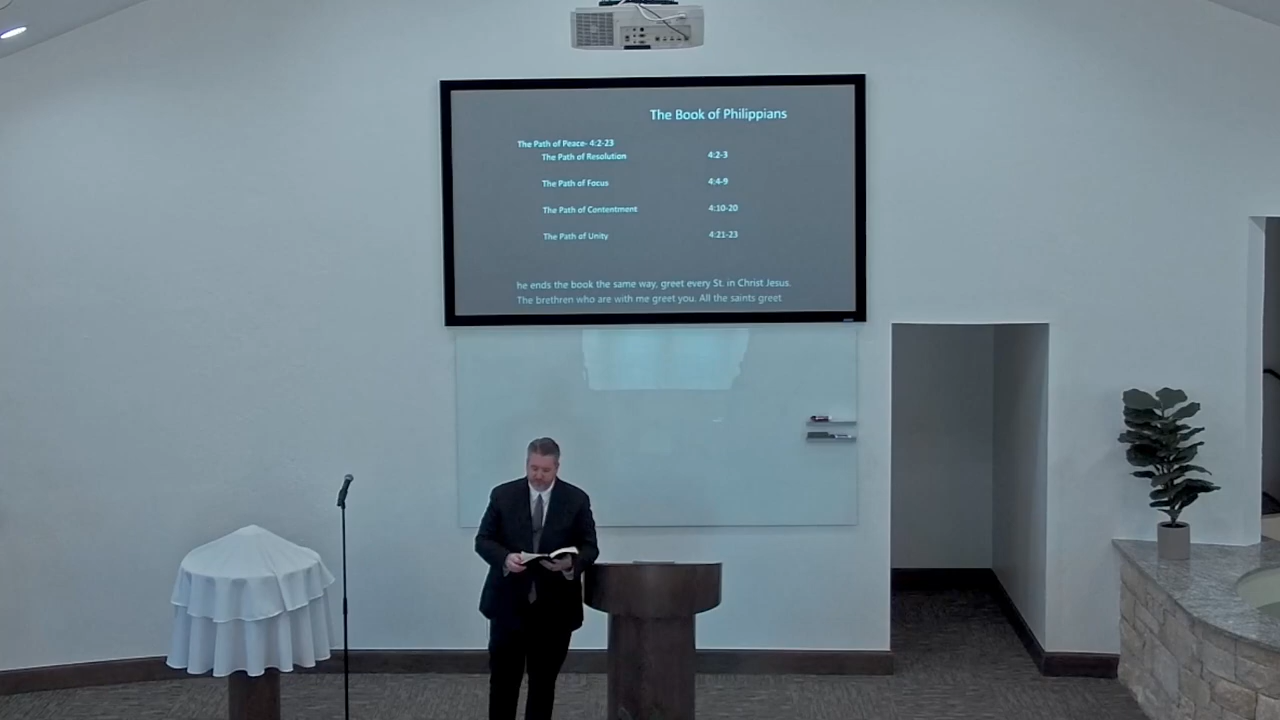 The Book of Philippians
The Path of Peace- 4:2-23
The Path of Resolution 4:2-3
The Path of Focus 4:4-9
The Path of Contentment 4:10-20
The Path of Unity 4:21-23
he ends the book the same way, greet every St. in Christ Jesus.
The brethren who are with me greet you. All the saints greet